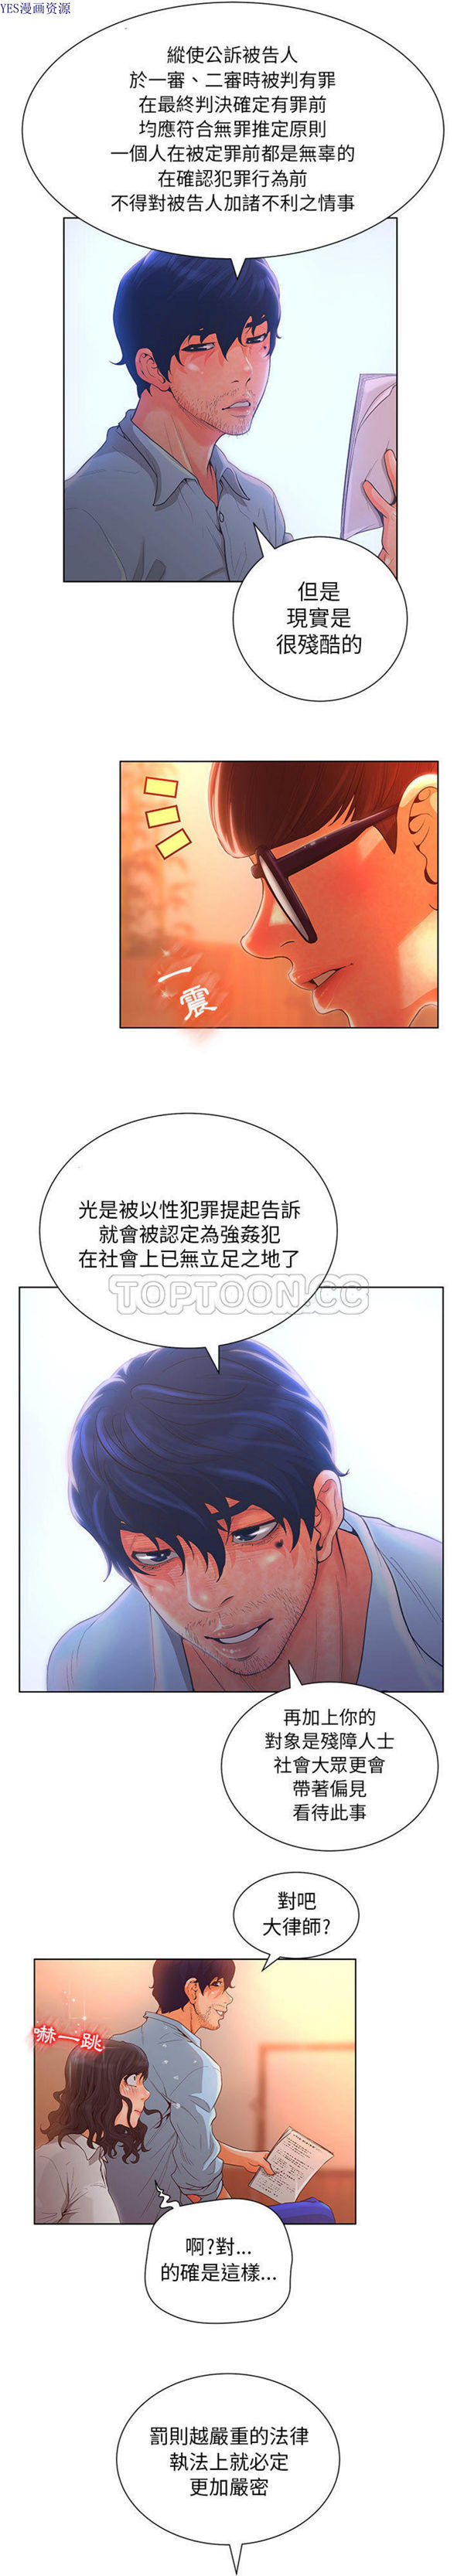 YES漫画资源
縱使公訴被告人
於一審、二審時被判有罪
在最終判決確定有罪前
均應符合無罪推定原則
一個人在被定罪前都是無辜的
在確認犯罪行為前
不得對被告人加諸不利之情事
但是
現實是
很殘酷的
一震
光是被以性犯罪提起告訴
就會被認定為強姦犯
在社會上已無立足之地了
TOPTOON.CC
再加上你的
對象是殘障人士
社會大眾更會
帶著偏見
看待此事
對吧
大律師?
嚇一跳
啊?對...
的確是這樣...
罰則越嚴重的法律
執法上就必定
更加嚴密